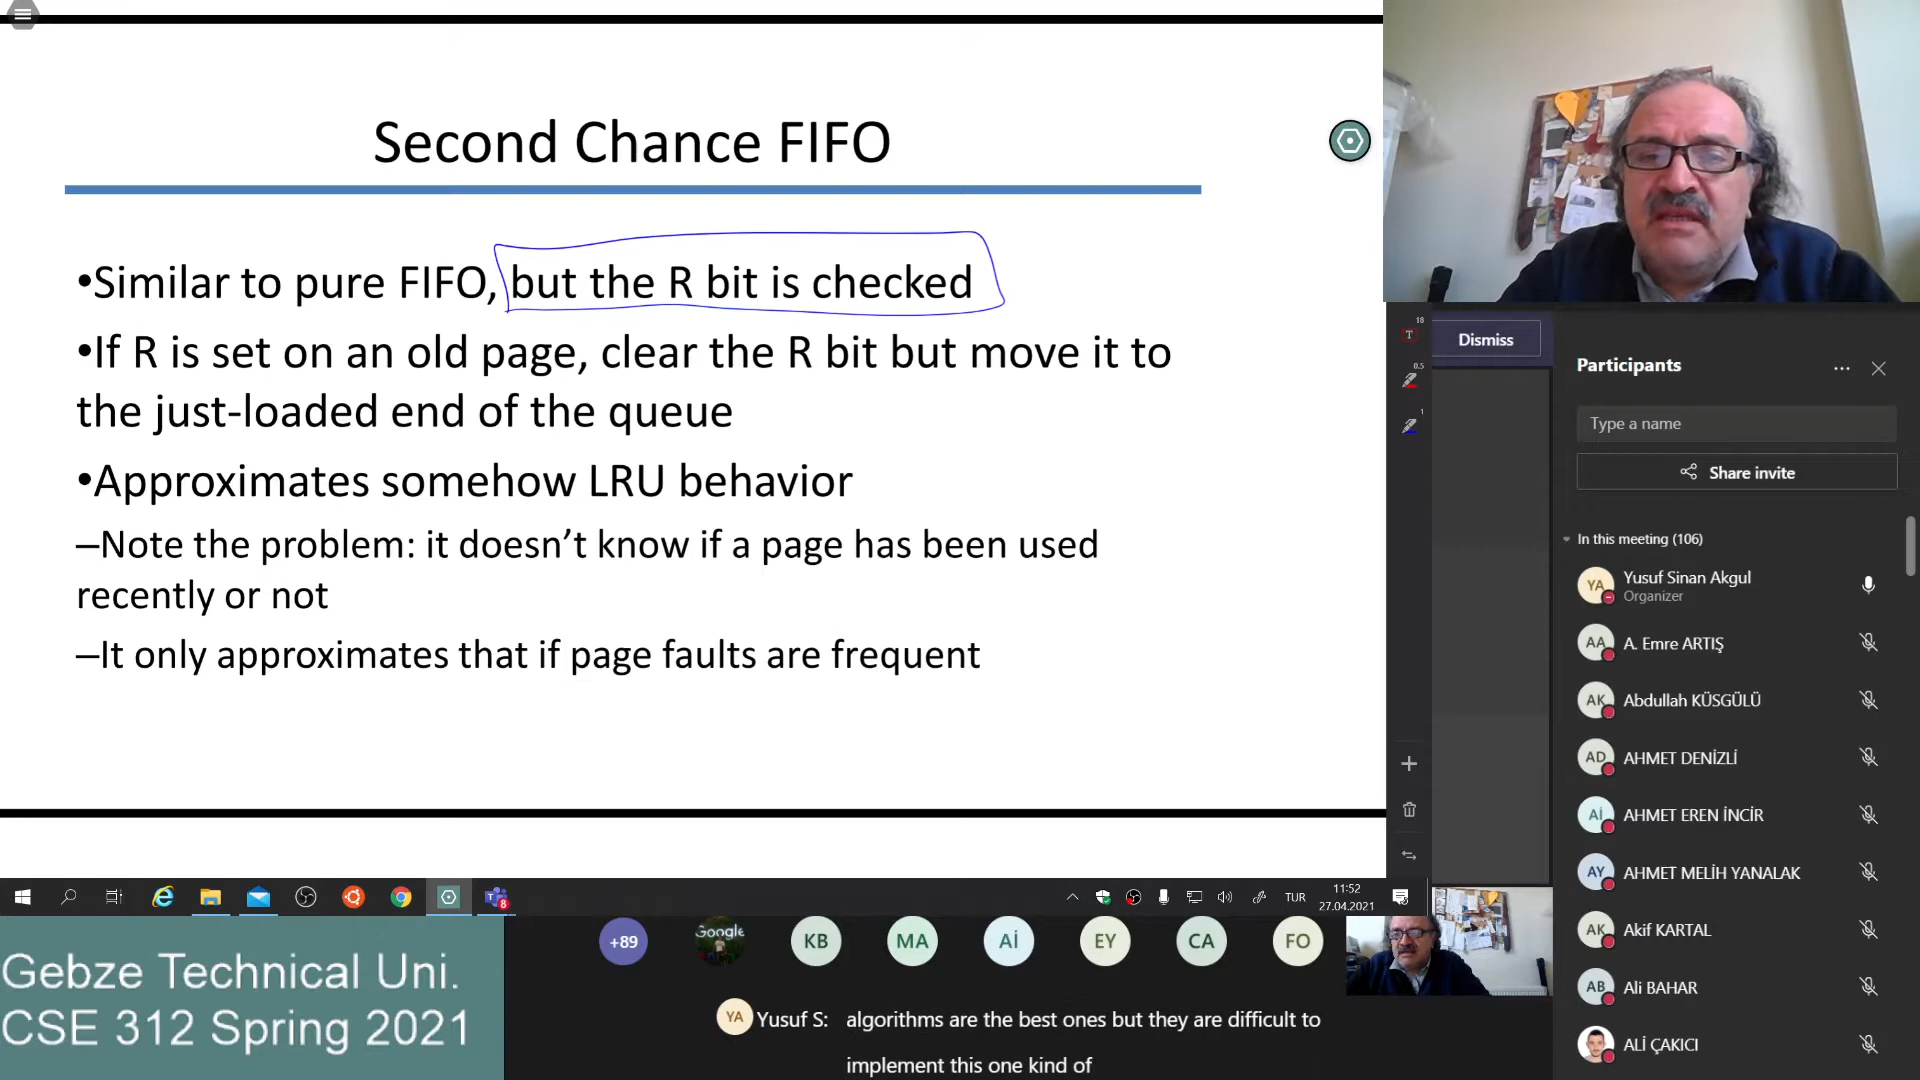 Second Chance FIFO
•Similar to pure FIFO, but the R bit is checked
•If R is set on an old page, clear the R bit but move it to
the just-loaded end of the queue
•Approximates somehow LRU behavior
–Note the problem: it doesn’t know if a page has been used
recently or not
–It only approximates that if page faults are frequent
18
T
0.5
1
Dismiss
Participants
Type a name
Share invite
In this meeting (106)
YA
Yusuf Sinan Akgul
Organizer
AA
A. Emre ARTIŞ
AK
Abdullah KÜSGÜLÜ
AD
AHMET DENİZLİ
Aİ
AHMET EREN İNCİR
AY
AHMET MELİH YANALAK
AK
Akif KARTAL
AB
Ali BAHAR
ALİ ÇAKICI
8
TUR
11:52
27.04.2021
+89
Google
KB
MA
Aİ
EY
CA
FO
Gebze Technical Uni.
CSE 312 Spring 2021
YA
Yusuf S: algorithms are the best ones but they are difficult to
implement this one kind of